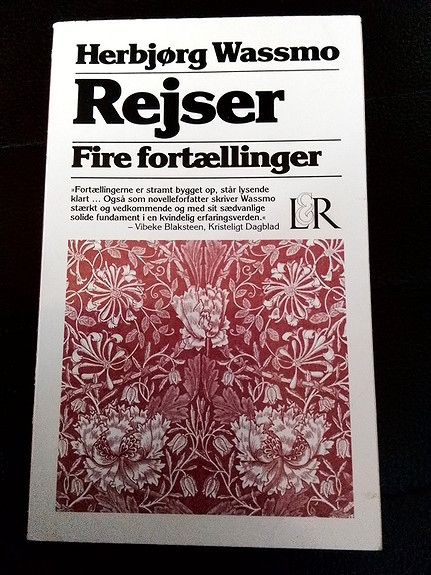 Herbjørg Wassmo
Rejser
Fire fortællinger
»Fortællingerne er stramt bygget op, står lysende
klart ... Også som novelleforfatter skriver Wassmo
stærkt og vedkommende og med sit sædvanlige
solide fundament i en kvindelig erfaringsverden.«
– Vibeke Blaksteen, Kristeligt Dagblad
L&R